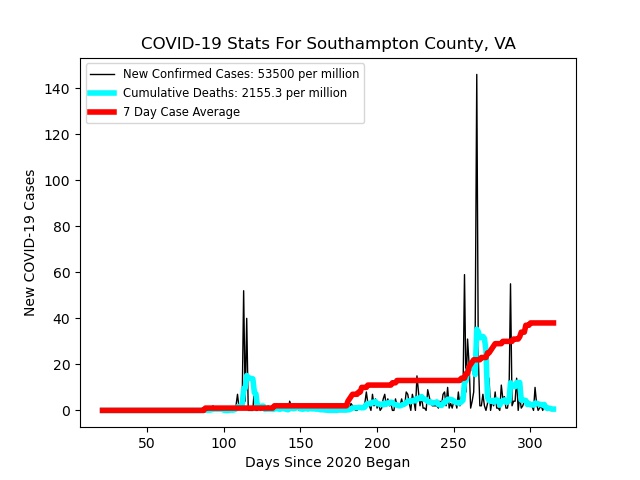 COVID-19 Stats For Southampton County, VA
New Confirmed Cases: 53500 per million
Cumulative Deaths: 2155.3 per million
7 Day Case Average
New COVID-19 Cases
140
120
100
80
60
40
20
0
50 100 150 200 250 300
Days Since 2020 Began